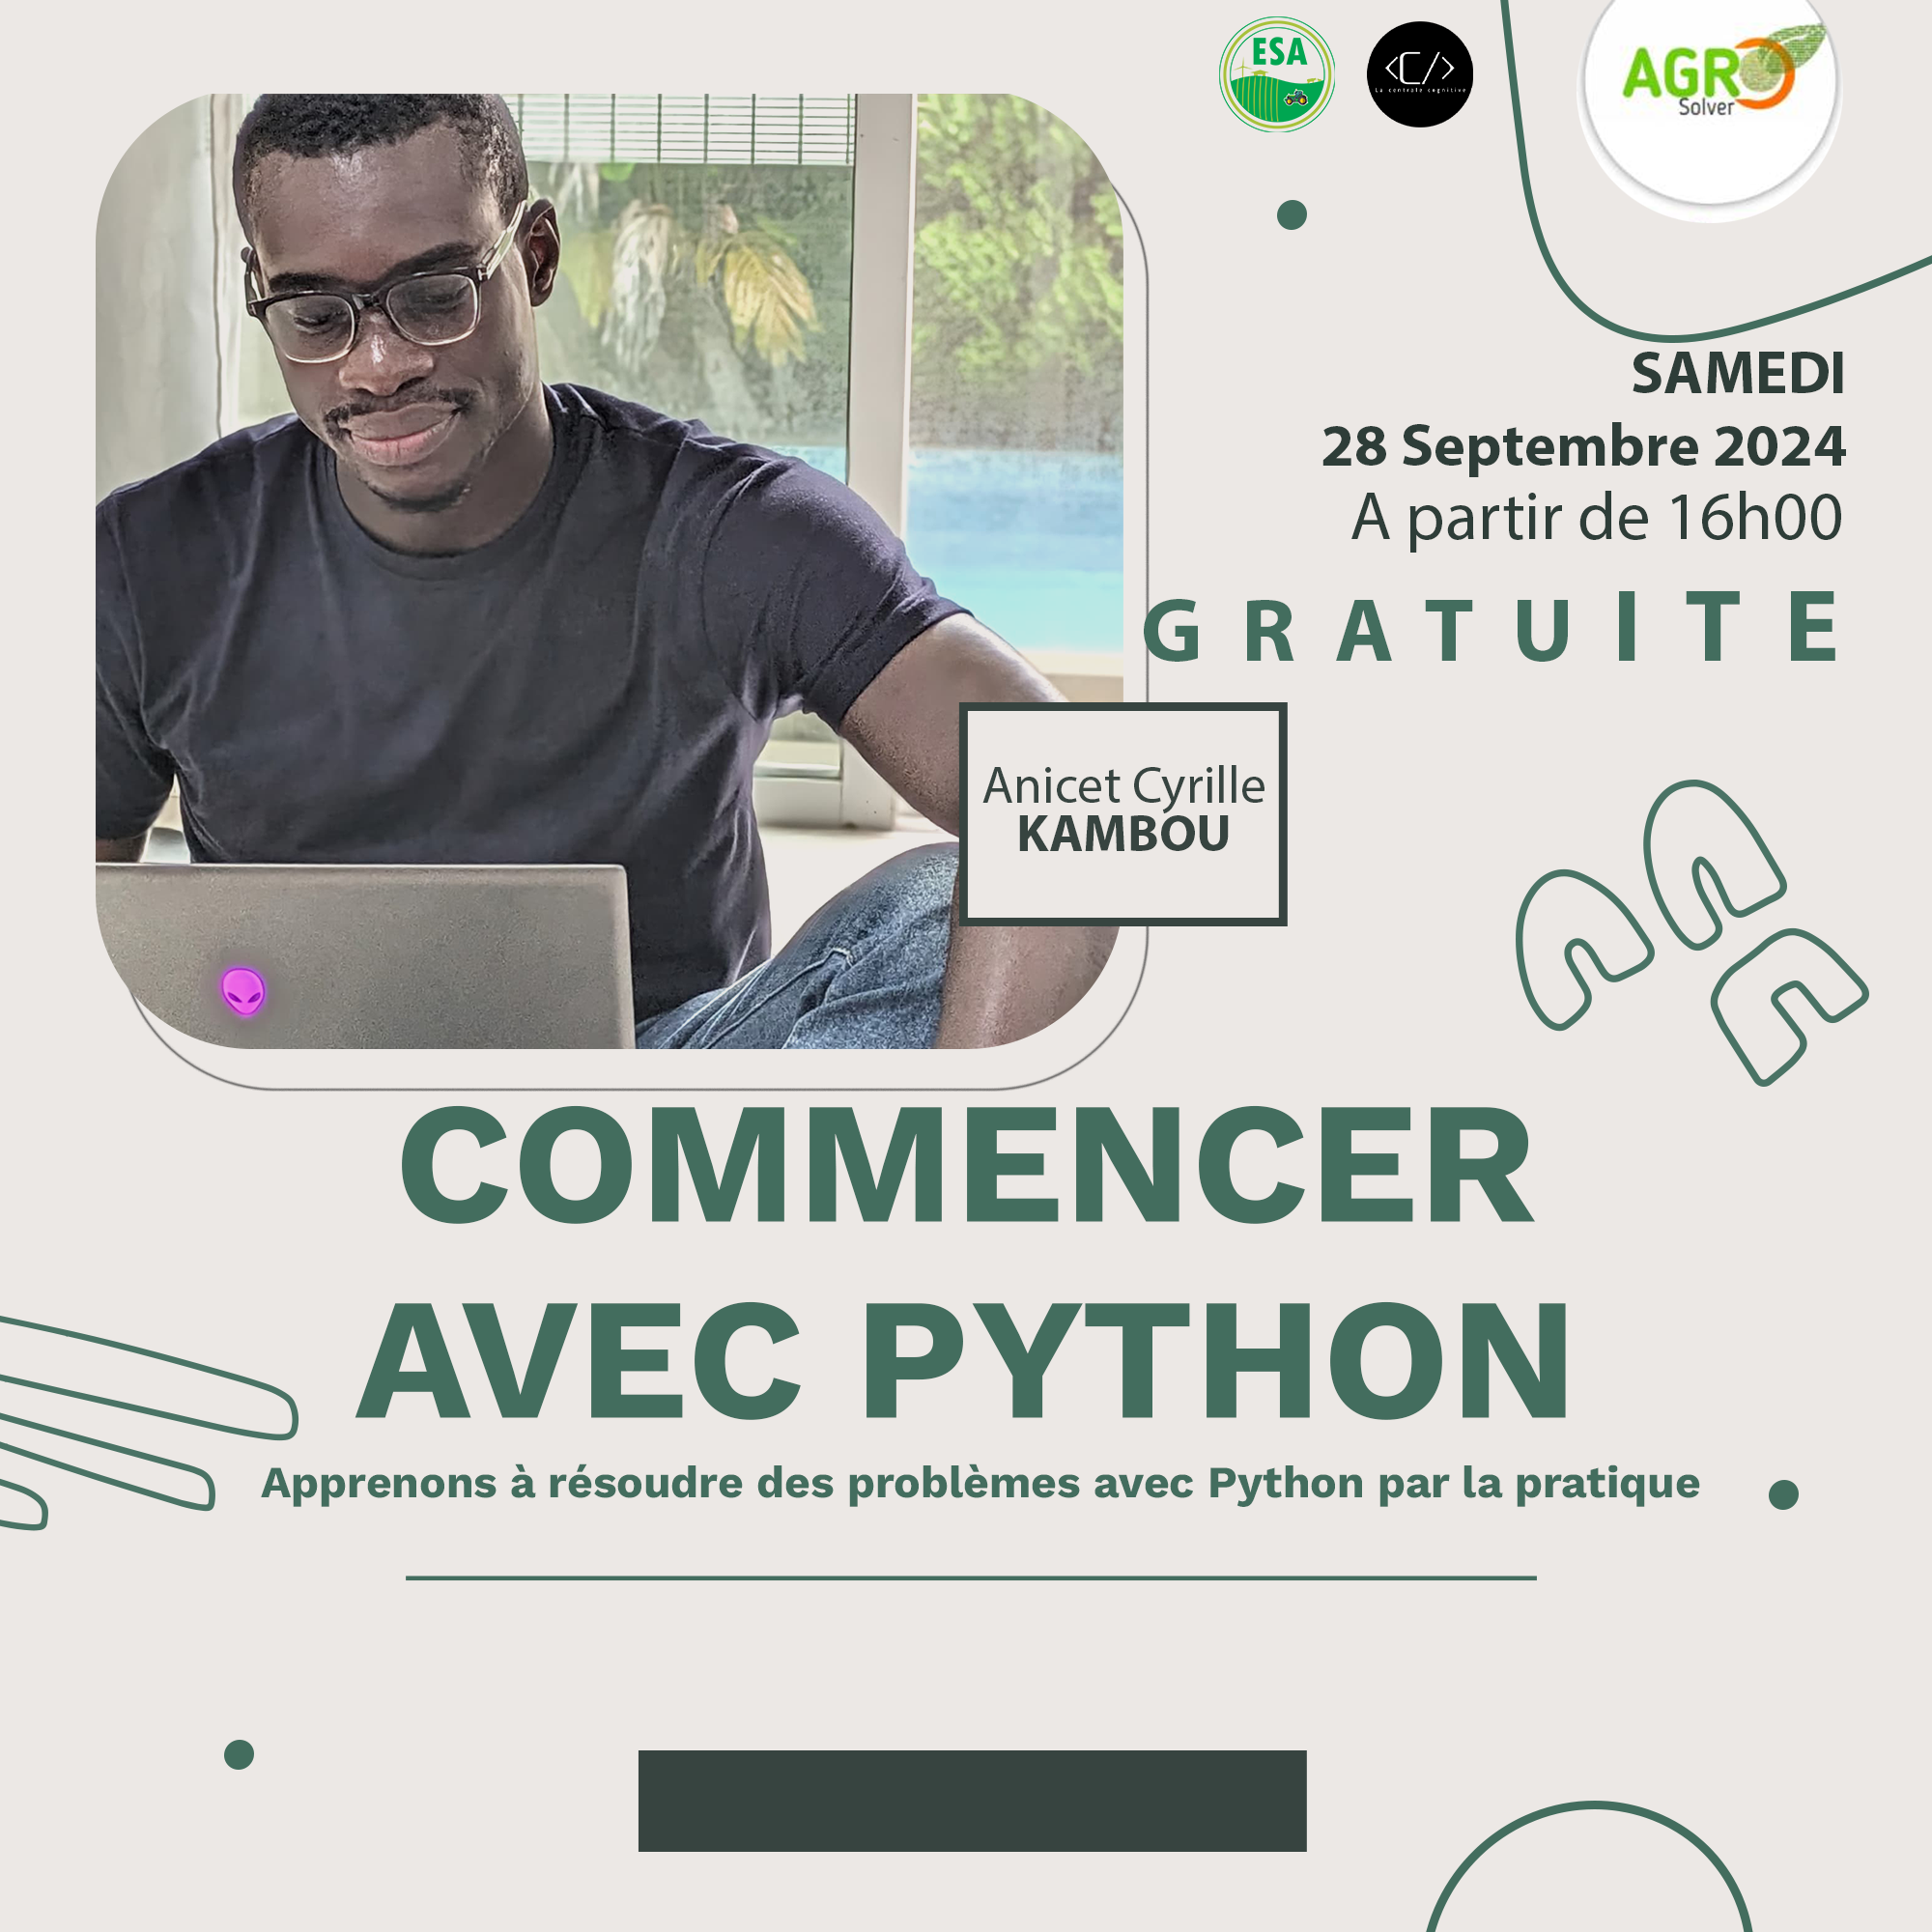 ESA
<C/>
La centrale cognitive
AGRO
Solver
SAMEDI
28 Septembre 2024
A partir de 16h00
GRATUITE
Anicet Cyrille
KAMBOU
COMMENCER
AVEC PYTHON
Apprenons à résoudre des problèmes avec Python par la pratique